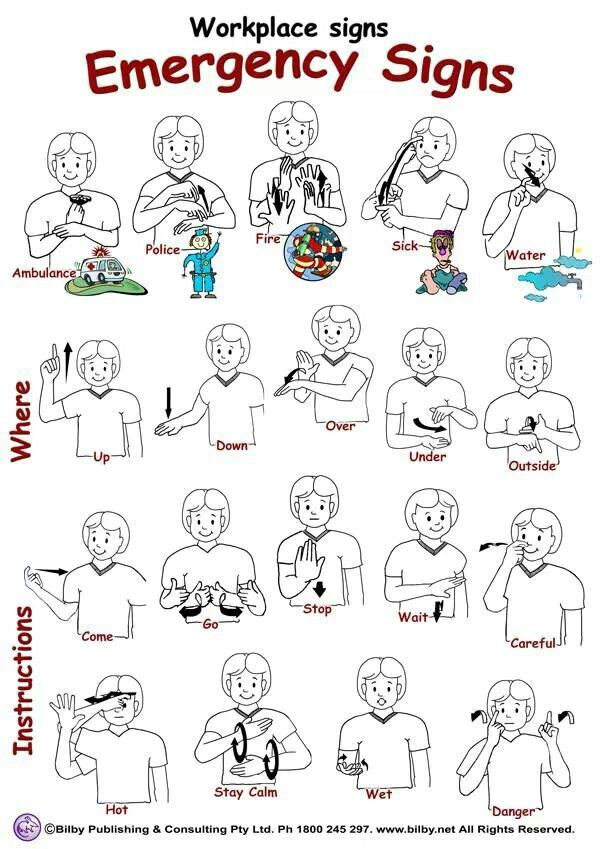 Workplace signs
Emergency Signs
Ambulance
Police
Fire
Sick
Water
Where
Up
Down
Over
Under
Outside
Instructions
Come
Go
Stop
Wait
Careful
Hot
Stay Calm
Wet
Danger
©Bilby Publishing & Consulting Pty Ltd. Ph 1800 245 297. www.bilby.net All Rights Reserved.